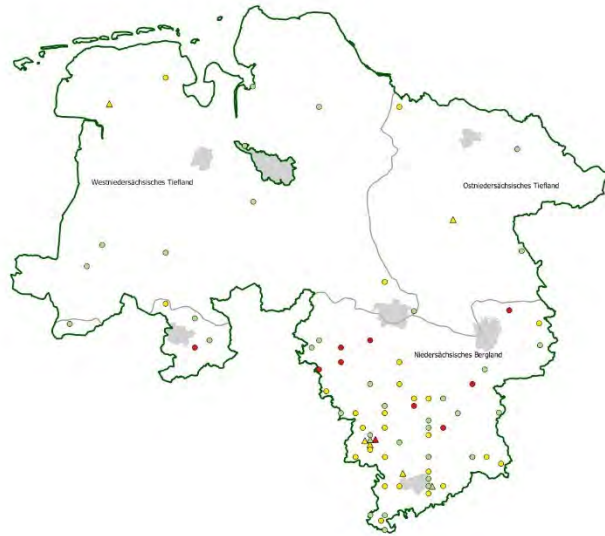 Westniedersächsisches Tiefland
Ostniedersächsisches Tiefland
Niedersächsisches Bergland